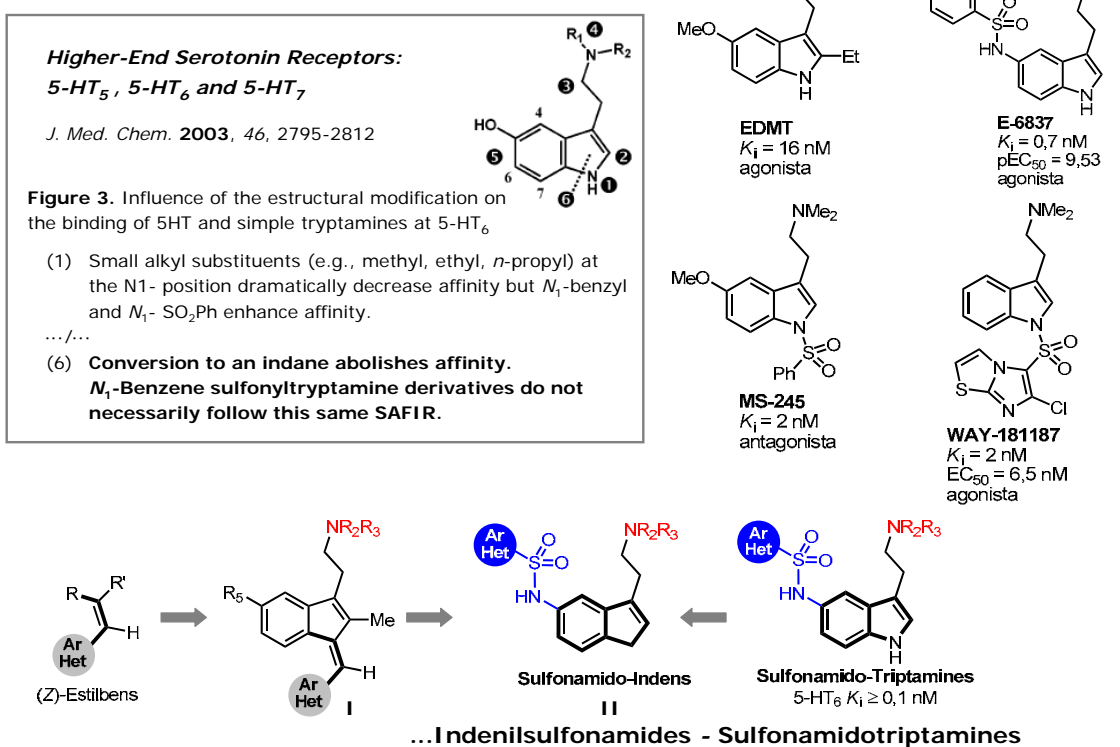 Higher-End Serotonin Receptors:
5-HT5 , 5-HT6 and 5-HT7
J. Med. Chem. 2003, 46, 2795-2812
R1
❹
N
R2
❸
HO
4
❺
❷
6
7
N
H
❶
❻
Figure 3. Influence of the estructural modification on
the binding of 5HT and simple tryptamines at 5-HT6
(1) Small alkyl substituents (e.g., methyl, ethyl, n-propyl) at
the N1- position dramatically decrease affinity but N1-benzyl
and N1- SO2Ph enhance affinity.
.../...
(6) Conversion to an indane abolishes affinity.
N1-Benzene sulfonyltryptamine derivatives do not
necessarily follow this same SAFIR.
MeO
Et
N
H
EDMT
Ki = 16 nM
agonista
S
O
O
HN
N
H
E-6837
Ki = 0,7 nM
pEC50 = 9,53
agonista
NMe2
MeO
N
S
O
O
Ph
MS-245
Ki = 2 nM
antagonista
NMe2
N
S
O
O
N
S
N
Cl
WAY-181187
Ki = 2 nM
EC50 = 6,5 nM
agonista
R
R'
H
Ar
Het
(Z)-Estilbens
NR2R3
R5
Me
H
Ar
Het
I
Ar
Het
O
S
O
HN
NR2R3
Sulfonamido-Indens
II
Ar
Het
O
S
O
HN
NR2R3
N
H
Sulfonamido-Triptamines
5-HT6 Ki ≥ 0,1 nM
...Indenilsulfonamides - Sulfonamidotriptamines